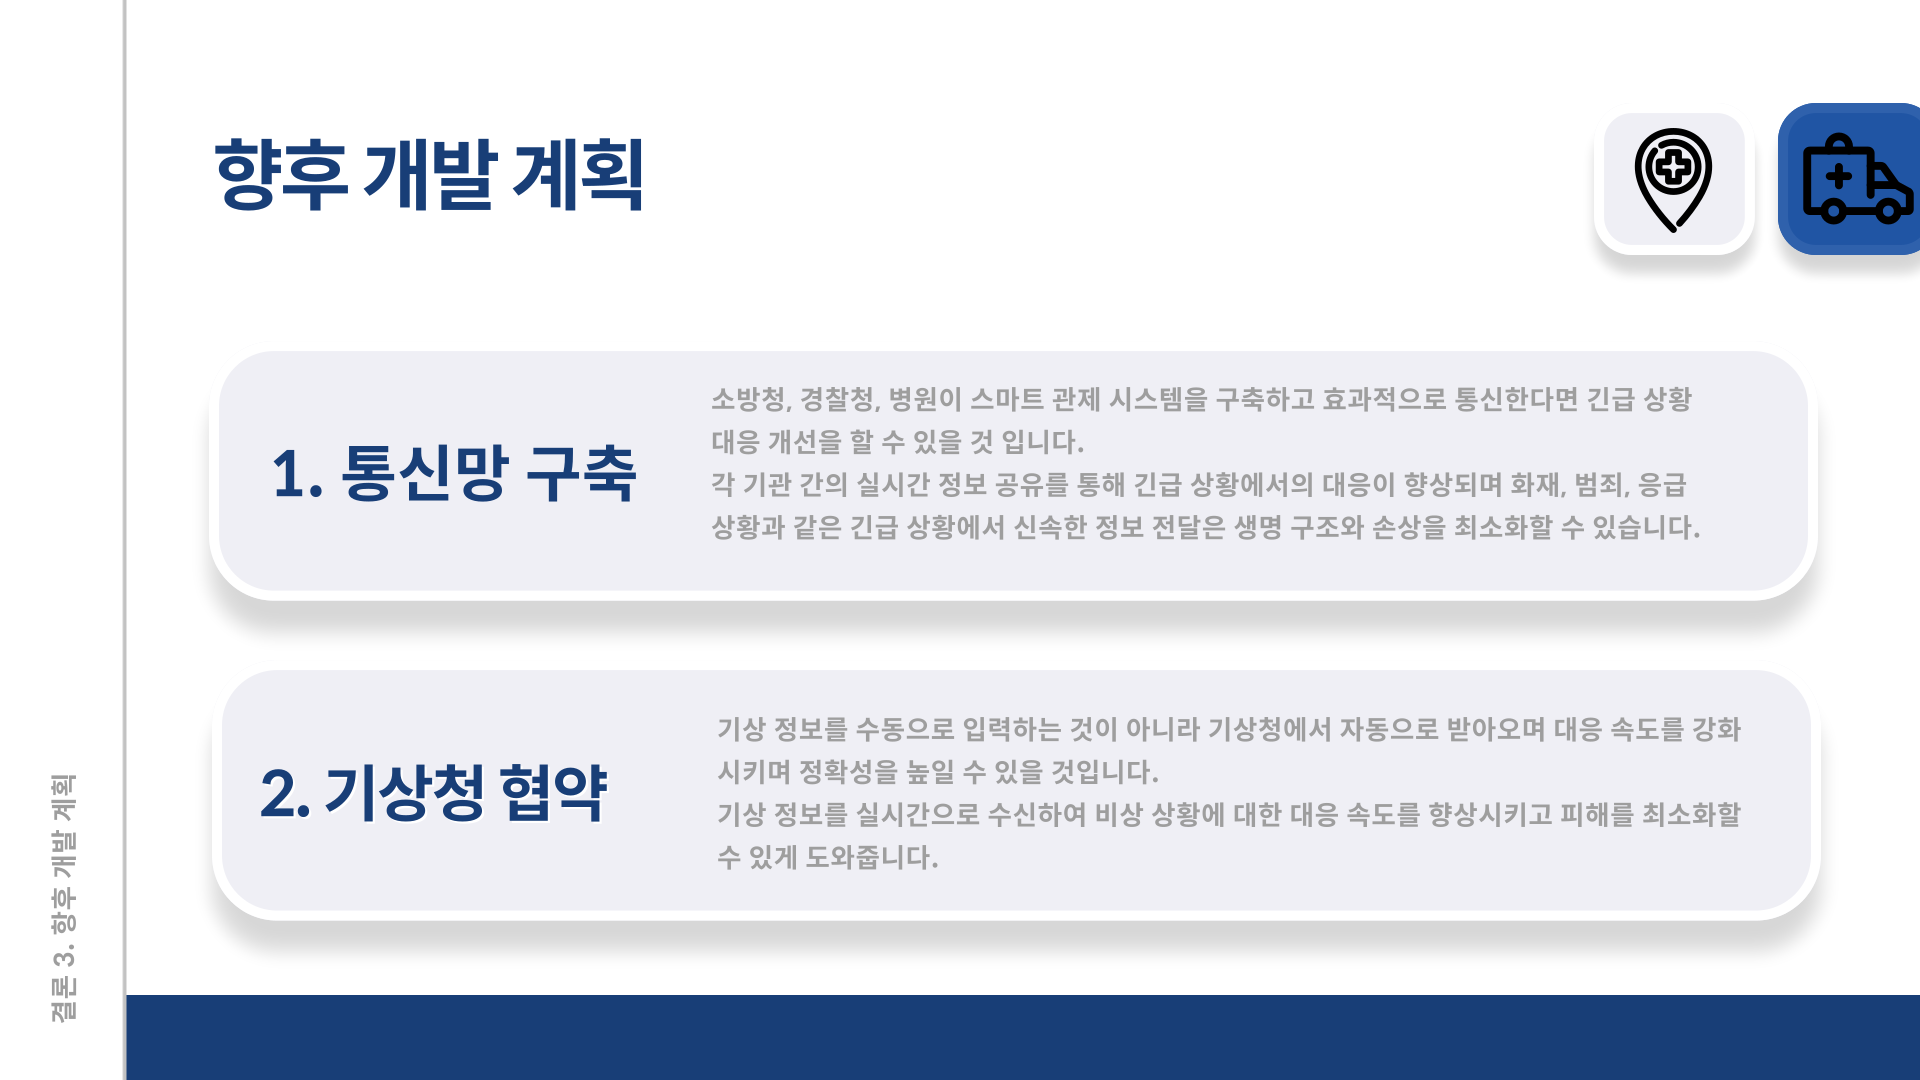 향후 개발 계획
1. 통신망 구축
소방청, 경찰청, 병원이 스마트 관제 시스템을 구축하고 효과적으로 통신한다면 긴급 상황
대응 개선을 할 수 있을 것 입니다.
각 기관 간의 실시간 정보 공유를 통해 긴급 상황에서의 대응이 향상되며 화재, 범죄, 응급
상황과 같은 긴급 상황에서 신속한 정보 전달은 생명 구조와 손상을 최소화할 수 있습니다.
2. 기상청 협약
기상 정보를 수동으로 입력하는 것이 아니라 기상청에서 자동으로 받아오며 대응 속도를 강화
시키며 정확성을 높일 수 있을 것입니다.
기상 정보를 실시간으로 수신하여 비상 상황에 대한 대응 속도를 향상시키고 피해를 최소화할
수 있게 도와줍니다.
결론 3. 향후 개발 계획